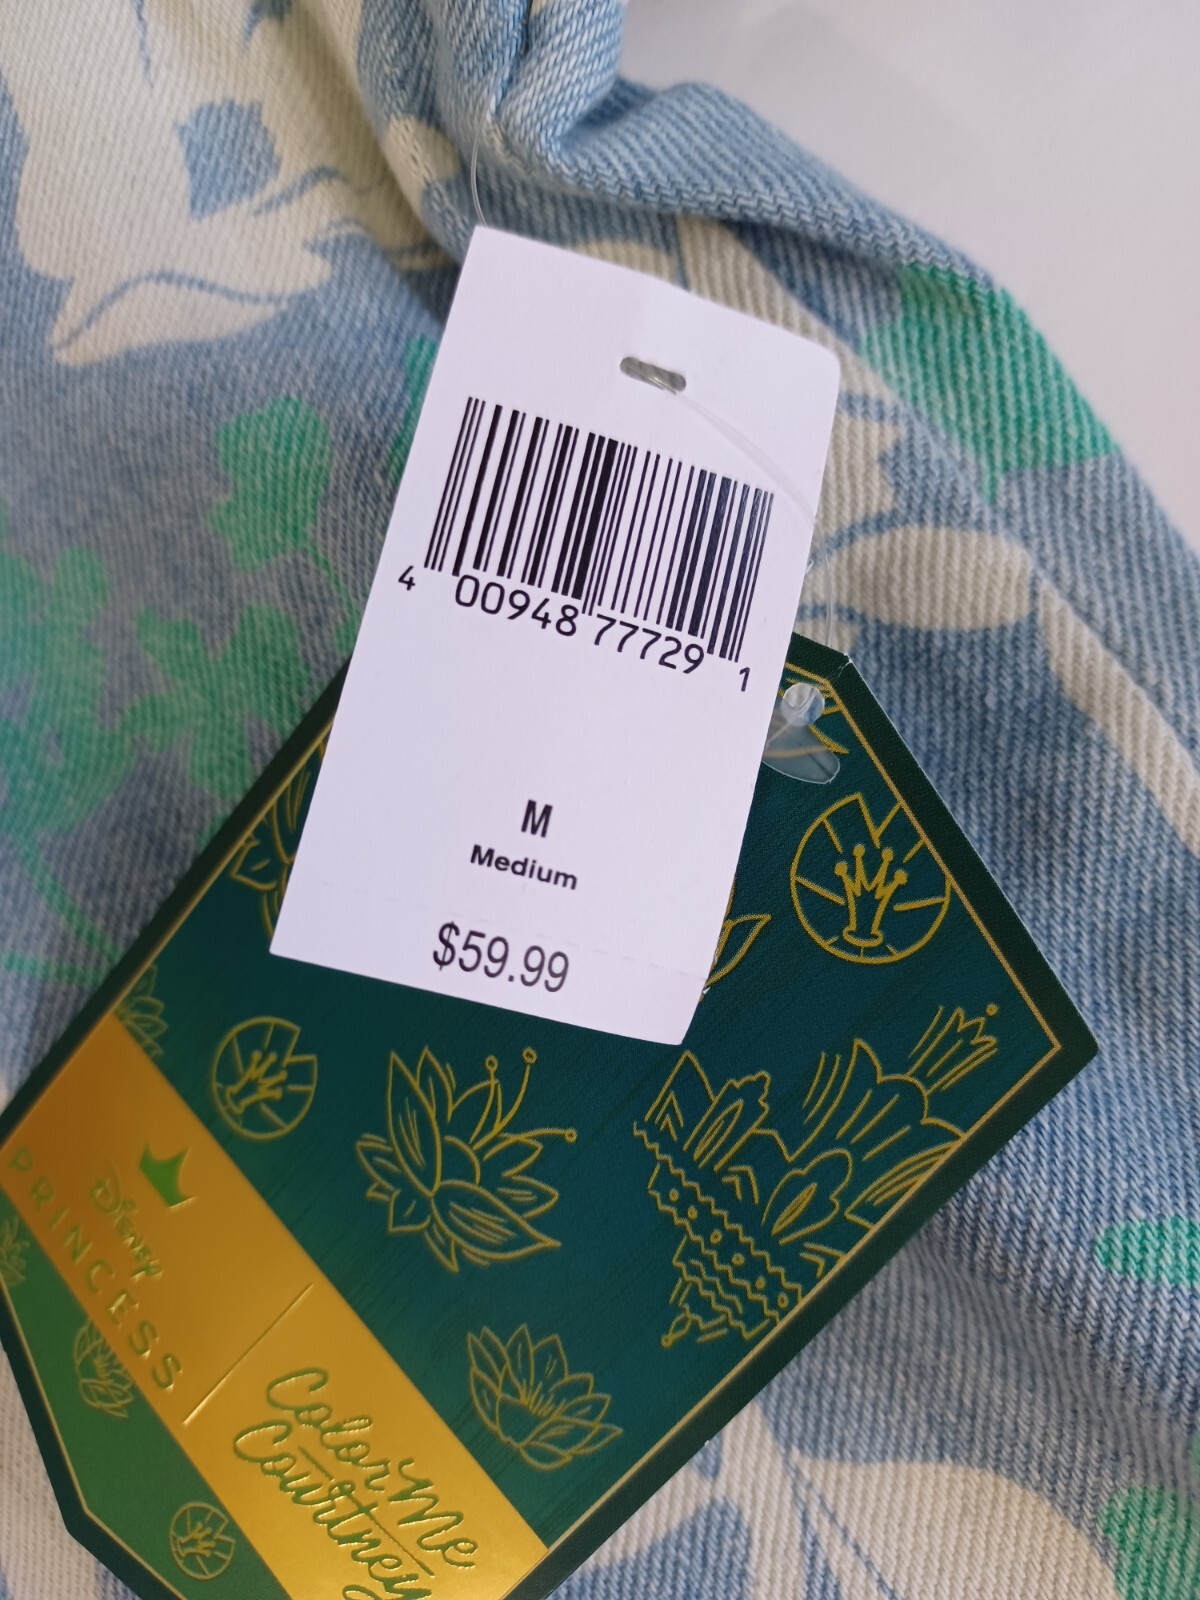 4 00948 77729 1
M
Medium
$59.99
Disney
PRINCESS
Color Me
Courtney